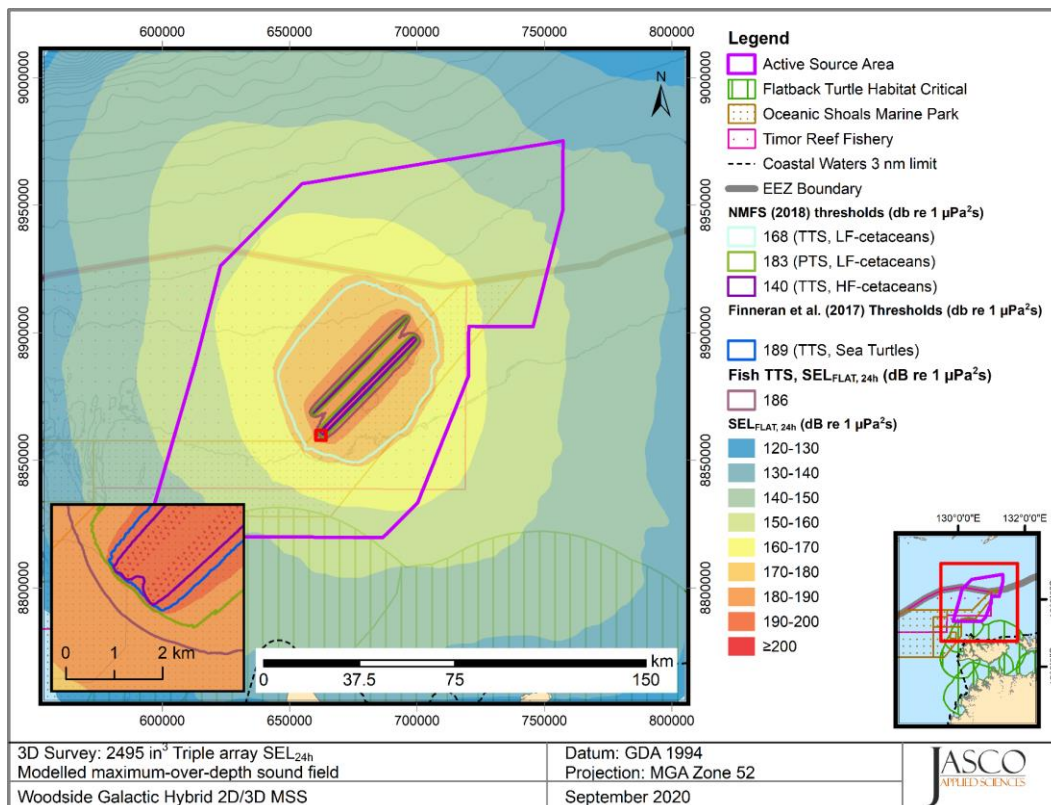 600000 650000 700000 750000 800000
9000000
8950000
8900000
8850000
8800000
9000000
8950000
8900000
8850000
8800000
N
0 1 2 km
km
0 37.5 75 150
600000 650000 700000 750000 800000
Legend
Active Source Area
Flatback Turtle Habitat Critical
Oceanic Shoals Marine Park
Timor Reef Fishery
Coastal Waters 3 nm limit
EEZ Boundary
NMFS (2018) thresholds (db re 1 µPa²s)
168 (TTS, LF-cetaceans)
183 (PTS, LF-cetaceans)
140 (TTS, HF-cetaceans)
Finneran et al. (2017) Thresholds (db re 1 µPa²s)
189 (TTS, Sea Turtles)
Fish TTS, SELFLAT, 24h (dB re 1 µPa²s)
186
SELFLAT, 24h (dB re 1 µPa²s)
120-130
130-140
140-150
150-160
160-170
170-180
180-190
190-200
≥200
130°0'0"E 132°0'0"E
3D Survey: 2495 in³ Triple array SEL24h
Modelled maximum-over-depth sound field
Woodside Galactic Hybrid 2D/3D MSS
Datum: GDA 1994
Projection: MGA Zone 52
September 2020
JASCO
APPLIED SCIENCES